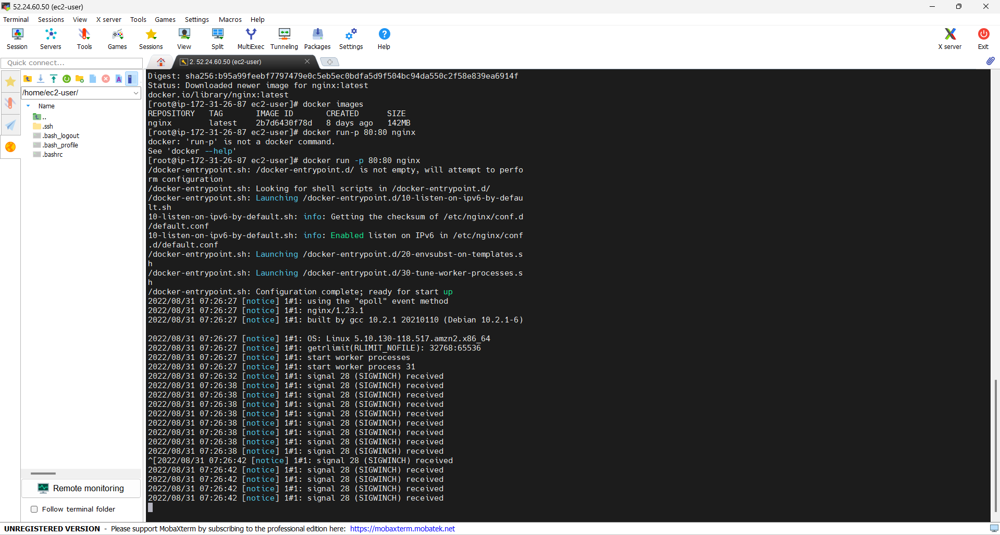 52.24.60.50 (ec2-user)
Terminal Sessions View X server Tools Games Settings Macros Help
Session Servers Tools Games Sessions View Split MultiExec Tunneling Packages Settings Help X server Exit
Quick connect...
2. 52.24.60.50 (ec2-user)
/home/ec2-user/
Name
..
.ssh
.bash_logout
.bash_profile
.bashrc
Remote monitoring
Follow terminal folder
Digest: sha256:b95a99feebf7797479e0c5eb5ec0bdfa5d9f504bc94da550c2f58e839ea6914f
Status: Downloaded newer image for nginx:latest
docker.io/library/nginx:latest
[root@ip-172-31-26-87 ec2-user]# docker images
REPOSITORY TAG IMAGE ID CREATED SIZE
nginx latest 2b7d6430f78d 8 days ago 142MB
[root@ip-172-31-26-87 ec2-user]# docker run-p 80:80 nginx
docker: 'run-p' is not a docker command.
See 'docker --help'
[root@ip-172-31-26-87 ec2-user]# docker run -p 80:80 nginx
/docker-entrypoint.sh: /docker-entrypoint.d/ is not empty, will attempt to perfo
rm configuration
/docker-entrypoint.sh: Looking for shell scripts in /docker-entrypoint.d/
/docker-entrypoint.sh: Launching /docker-entrypoint.d/10-listen-on-ipv6-by-defau
lt.sh
10-listen-on-ipv6-by-default.sh: info: Getting the checksum of /etc/nginx/conf.d
/default.conf
10-listen-on-ipv6-by-default.sh: info: Enabled listen on IPv6 in /etc/nginx/conf
.d/default.conf
/docker-entrypoint.sh: Launching /docker-entrypoint.d/20-envsubst-on-templates.s
h
/docker-entrypoint.sh: Launching /docker-entrypoint.d/30-tune-worker-processes.s
h
/docker-entrypoint.sh: Configuration complete; ready for start up
2022/08/31 07:26:27 [notice] 1#1: using the "epoll" event method
2022/08/31 07:26:27 [notice] 1#1: nginx/1.23.1
2022/08/31 07:26:27 [notice] 1#1: built by gcc 10.2.1 20210110 (Debian 10.2.1-6)
2022/08/31 07:26:27 [notice] 1#1: OS: Linux 5.10.130-118.517.amzn2.x86_64
2022/08/31 07:26:27 [notice] 1#1: getrlimit(RLIMIT_NOFILE): 32768:65536
2022/08/31 07:26:27 [notice] 1#1: start worker processes
2022/08/31 07:26:27 [notice] 1#1: start worker process 31
2022/08/31 07:26:32 [notice] 1#1: signal 28 (SIGWINCH) received
2022/08/31 07:26:38 [notice] 1#1: signal 28 (SIGWINCH) received
2022/08/31 07:26:38 [notice] 1#1: signal 28 (SIGWINCH) received
2022/08/31 07:26:38 [notice] 1#1: signal 28 (SIGWINCH) received
2022/08/31 07:26:38 [notice] 1#1: signal 28 (SIGWINCH) received
2022/08/31 07:26:38 [notice] 1#1: signal 28 (SIGWINCH) received
2022/08/31 07:26:38 [notice] 1#1: signal 28 (SIGWINCH) received
2022/08/31 07:26:38 [notice] 1#1: signal 28 (SIGWINCH) received
2022/08/31 07:26:38 [notice] 1#1: signal 28 (SIGWINCH) received
^[2022/08/31 07:26:42 [notice] 1#1: signal 28 (SIGWINCH) received
2022/08/31 07:26:42 [notice] 1#1: signal 28 (SIGWINCH) received
2022/08/31 07:26:42 [notice] 1#1: signal 28 (SIGWINCH) received
2022/08/31 07:26:42 [notice] 1#1: signal 28 (SIGWINCH) received
2022/08/31 07:26:42 [notice] 1#1: signal 28 (SIGWINCH) received
UNREGISTERED VERSION - Please support MobaXterm by subscribing to the professional edition here: https://mobaxterm.mobatek.net